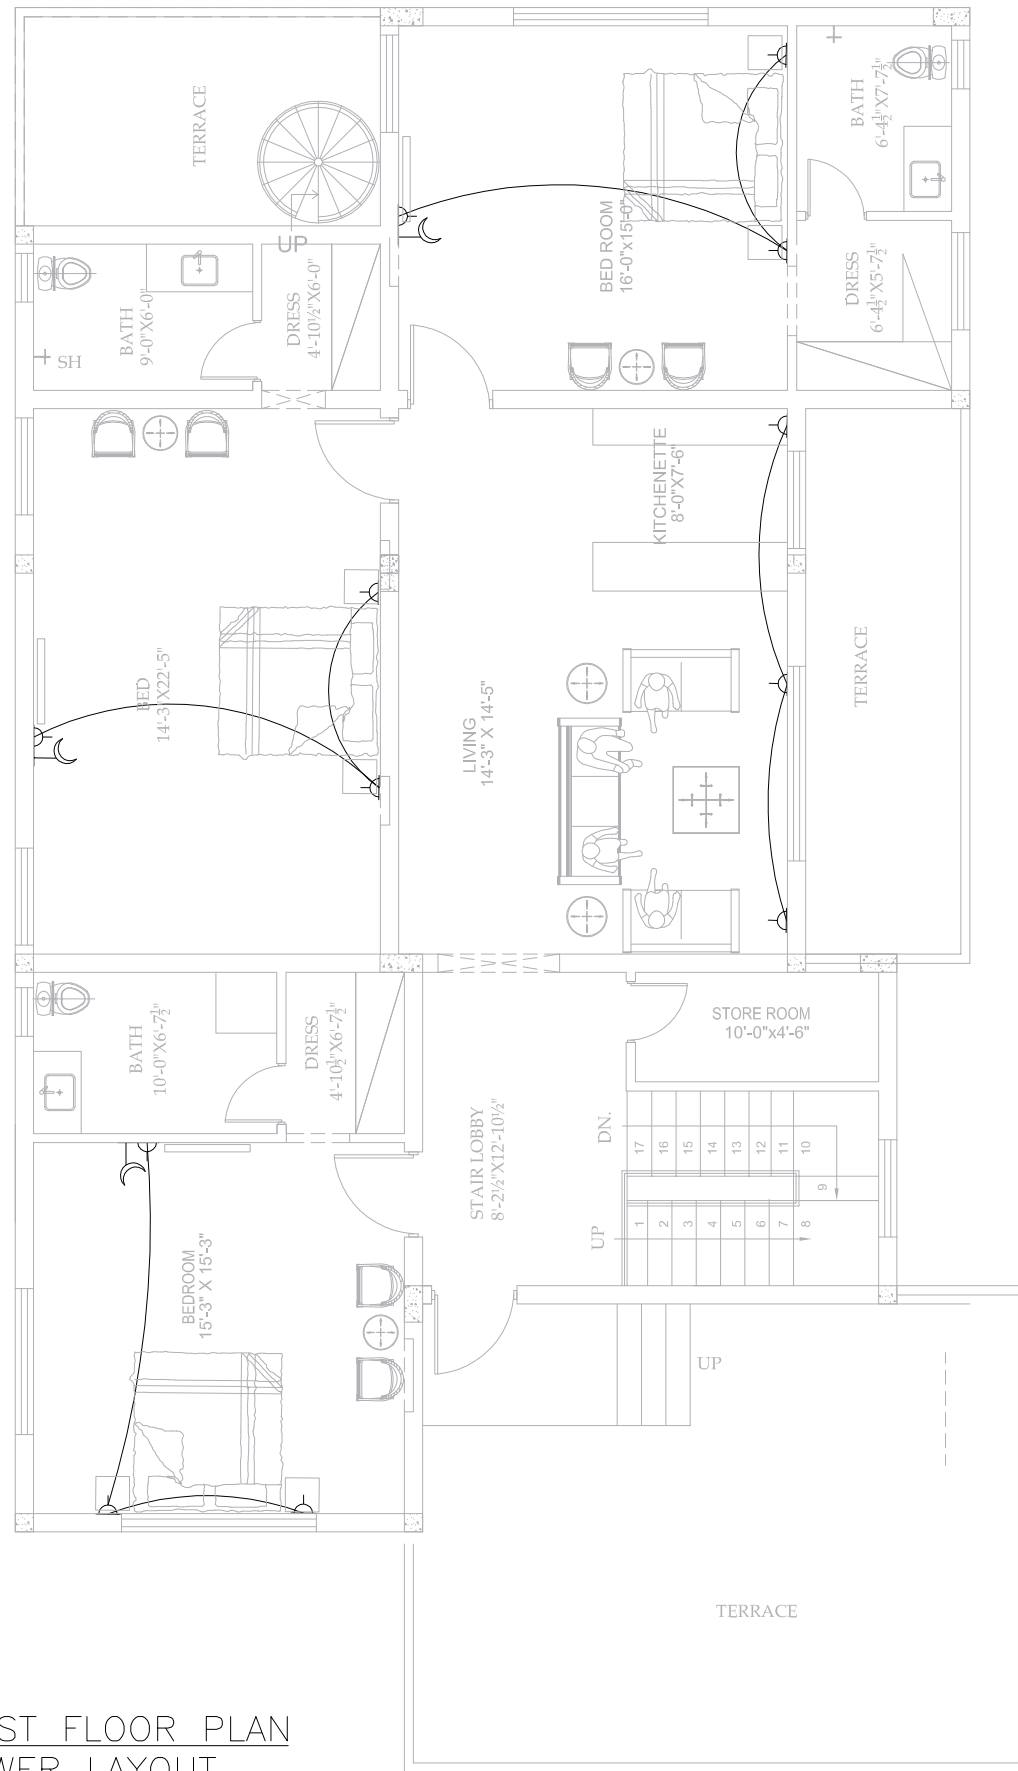 TERRACE
UP
BATH
9'-0"X6'-0"
SH
DRESS
4'-10½"X6'-0"
BED ROOM
16'-0"x15'-0"
BATH
6'-4½"X7'-7½"
DRESS
6'-4½"X5'-7½"
KITCHENETTE
8'-0"X7'-6"
BED
14'-3"X22'-5"
LIVING
14'-3" X 14'-5"
TERRACE
BATH
10'-0"X6'-7½"
DRESS
4'-10½"X6'-7½"
STORE ROOM
10'-0"x4'-6"
STAIR LOBBY
8'-2½"X12'-10½"
DN.
17 16 15 14 13 12 11 10
9
UP
1 2 3 4 5 6 7 8
BEDROOM
15'-3" X 15'-3"
UP
TERRACE
ST FLOOR PLAN
WER LAYOUT